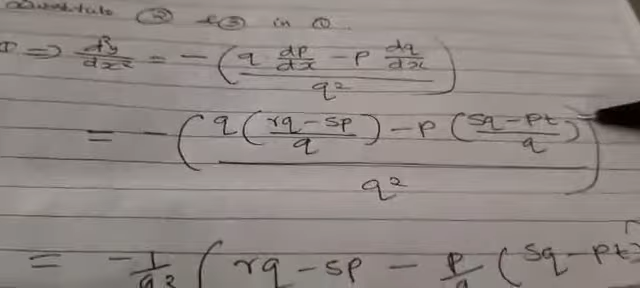 Substitute ② & ③ in ①.
① ⇒ d²y/dx² = - ( (q dp/dx - p dq/dx) / q² )
= - ( (q ((rq - sp)/q) - p ((sq - pt)/q)) / q² )
= -1/q² ( rq - sp - p/q (sq - pt)